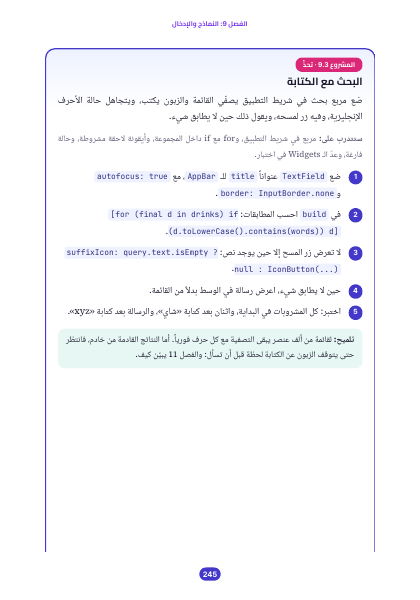 الفصل 9: النماذج والإدخال
المشروع 9.3 · تحدٍّ
البحث مع الكتابة
ضع مربع بحث في شريط التطبيق يصفّي القائمة والزبون يكتب، ويتجاهل حالة الأحرف
الإنجليزية، وفيه زر لمسحه، ويقول ذلك حين لا يطابق شيء.
ستتدرب على: مربع في شريط التطبيق، وfor مع if داخل المجموعة، وأيقونة لاحقة مشروطة، وحالة
فارغة، وعدّ الـ Widgets في اختبار.
1 ضع TextField عنواناً title للـ AppBar، مع autofocus: true
و border: InputBorder.none.
2 في build احسب المطابقات: [for (final d in drinks) if
(d.toLowerCase().contains(words)) d].
3 لا تعرض زر المسح إلا حين يوجد نص: suffixIcon: query.text.isEmpty ?
null : IconButton(...).
4 حين لا يطابق شيء، اعرض رسالة في الوسط بدلاً من القائمة.
5 اختبر: كل المشروبات في البداية، واثنان بعد كتابة «شاي»، والرسالة بعد كتابة «xyz».
تلميح: لقائمة من ألف عنصر يبقى التصفية مع كل حرف فورياً. أما النتائج القادمة من خادم، فانتظر
حتى يتوقف الزبون عن الكتابة لحظة قبل أن تسأل: والفصل 11 يبيّن كيف.
245